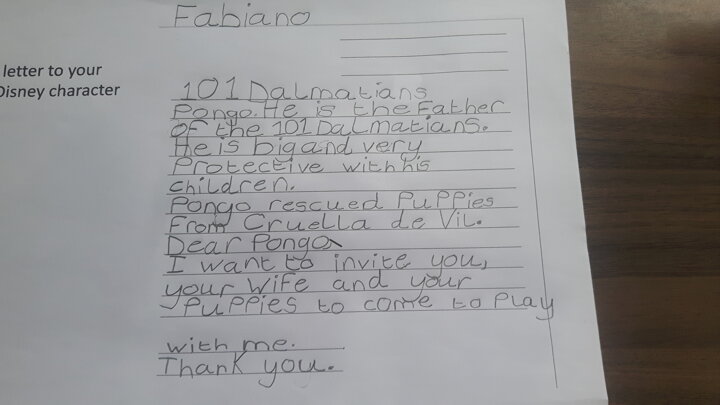 Fabiano
letter to your
Disney character
101 Dalmatians
Pongo. He is the Father
of the 101 Dalmatians.
He is big and very
Protective with his
children.
Pongo rescued Puppies
From Cruella de Vil.
Dear Pongo,
I want to invite you,
your wife and your
Puppies to come to Play
with me.
Thank you.